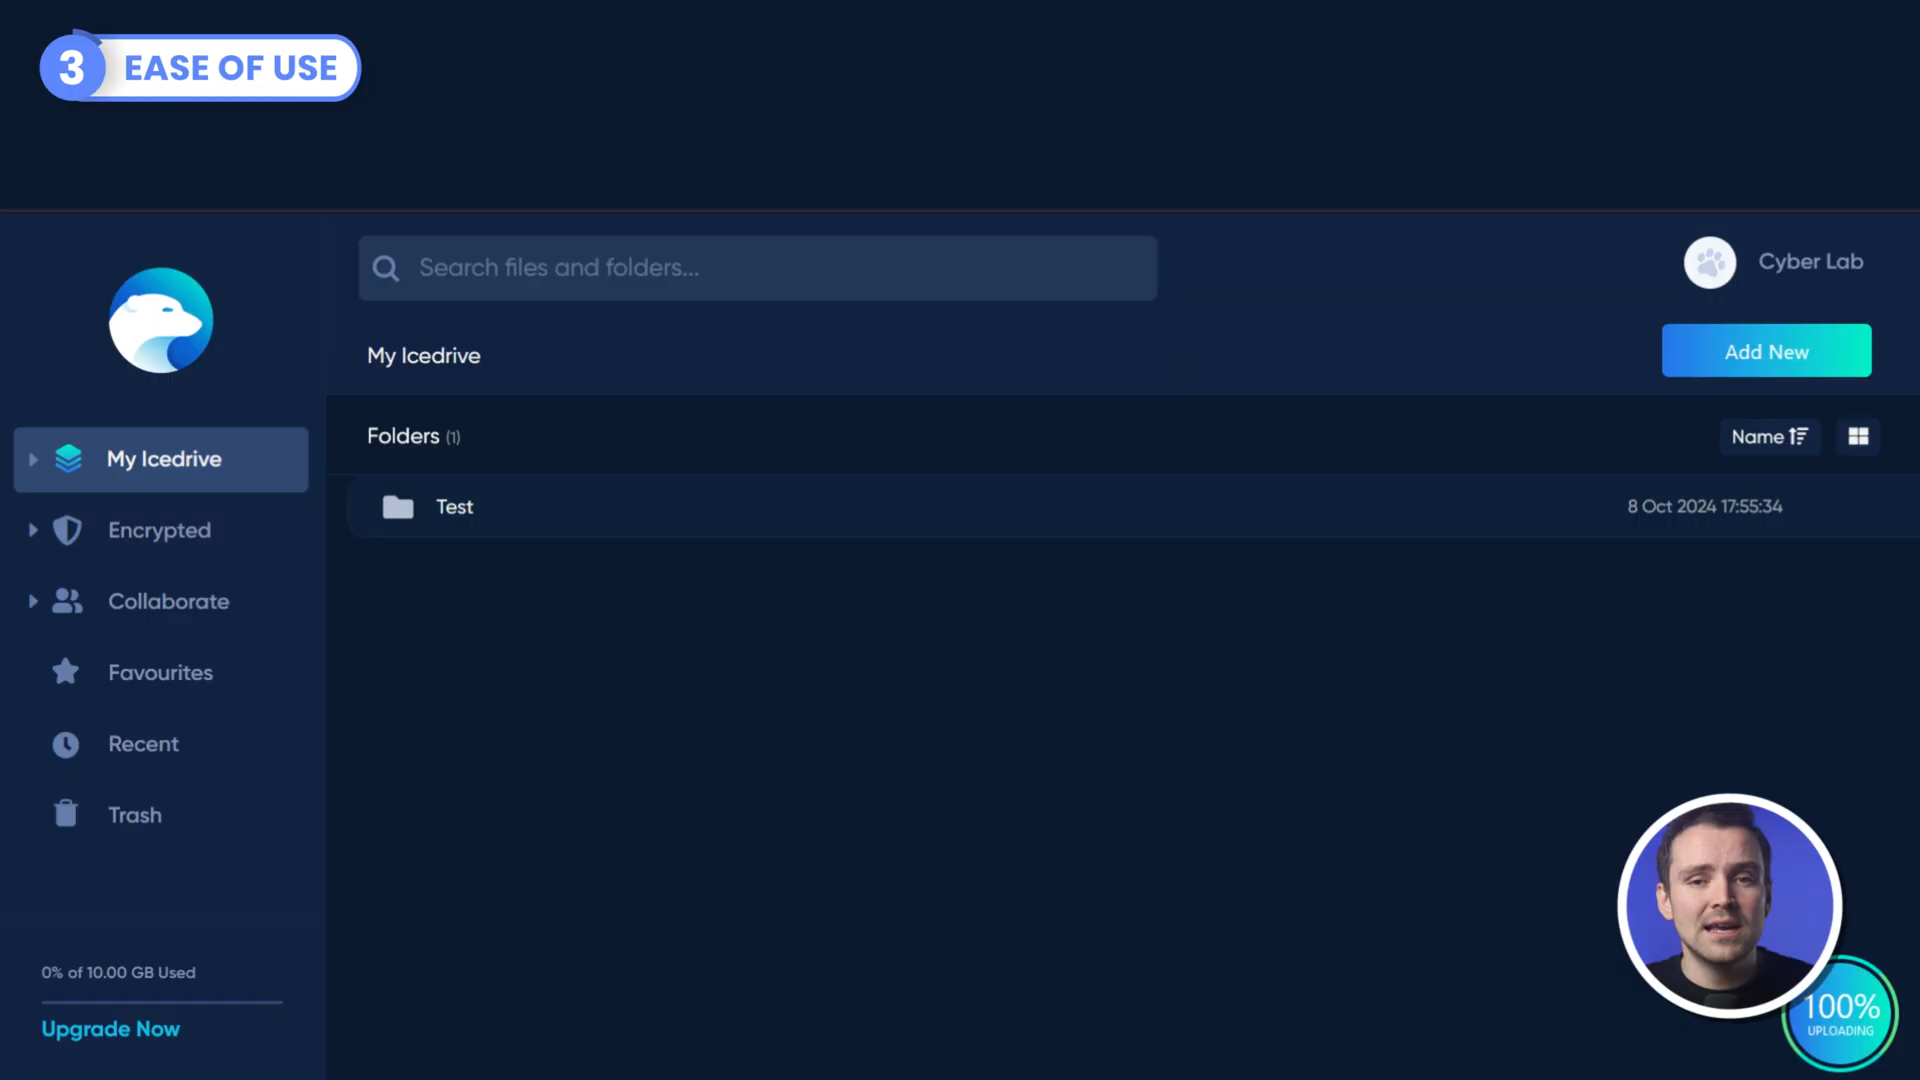 3 EASE OF USE
Search files and folders...
Cyber Lab
My Icedrive
Add New
Folders (1)
Name
Test
8 Oct 2024 17:55:34
My Icedrive
Encrypted
Collaborate
Favourites
Recent
Trash
0% of 10.00 GB Used
Upgrade Now
100%
UPLOADING